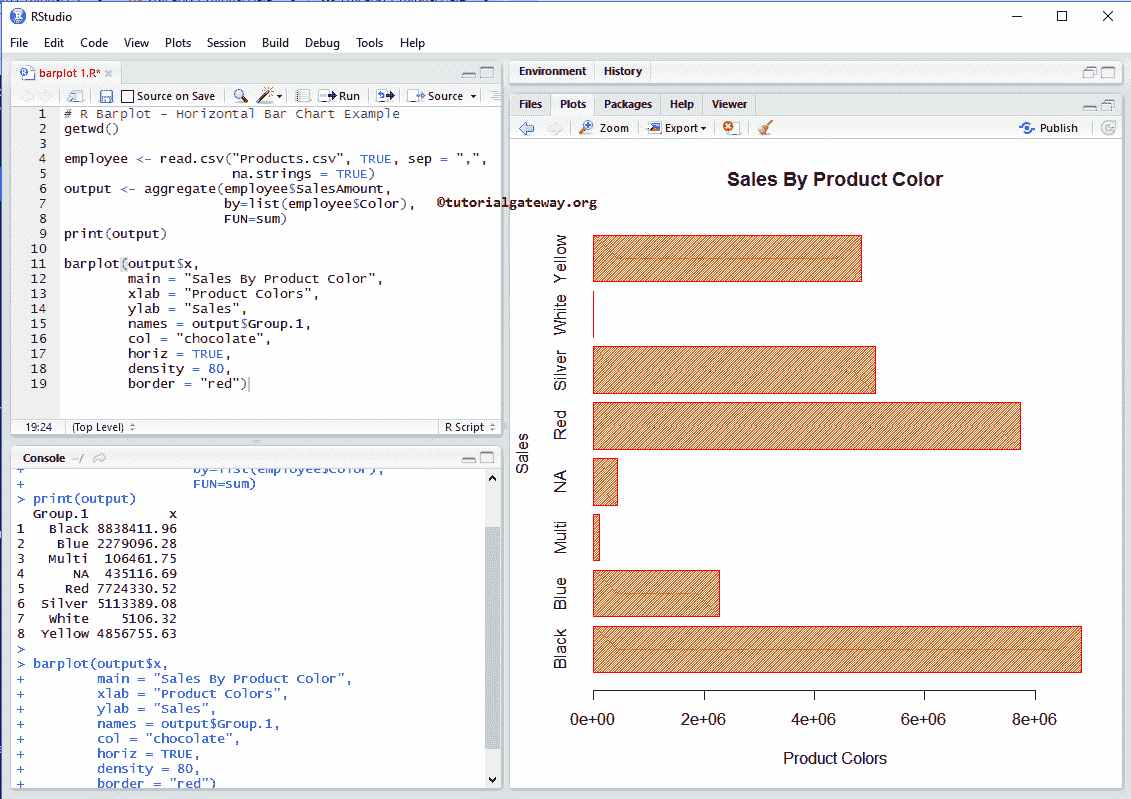 RStudio
File Edit Code View Plots Session Build Debug Tools Help
barplot 1.R*
Source on Save Run Source
1 # R Barplot - Horizontal Bar Chart Example
2 getwd()
3
4 employee <- read.csv("Products.csv", TRUE, sep = ",",
5 na.strings = TRUE)
6 output <- aggregate(employee$SalesAmount,
7 by=list(employee$Color),
8 FUN=sum)
9 print(output)
10
11 barplot(output$x,
12 main = "Sales By Product Color",
13 xlab = "Product Colors",
14 ylab = "Sales",
15 names = output$Group.1,
16 col = "chocolate",
17 horiz = TRUE,
18 density = 80,
19 border = "red")
19:24 (Top Level) R Script
Console ~/
+ by=list(employee$Color),
+ FUN=sum)
> print(output)
Group.1 x
1 Black 8838411.96
2 Blue 2279096.28
3 Multi 106461.75
4 NA 435116.69
5 Red 7724330.52
6 Silver 5113389.08
7 White 5106.32
8 Yellow 4856755.63
>
> barplot(output$x,
+ main = "Sales By Product Color",
+ xlab = "Product Colors",
+ ylab = "Sales",
+ names = output$Group.1,
+ col = "chocolate",
+ horiz = TRUE,
+ density = 80,
+ border = "red")
Environment History
Files Plots Packages Help Viewer
Zoom Export Publish
©tutorialgateway.org
Sales By Product Color
Yellow
White
Silver
Red
NA
Multi
Blue
Black
Sales
0e+00 2e+06 4e+06 6e+06 8e+06
Product Colors